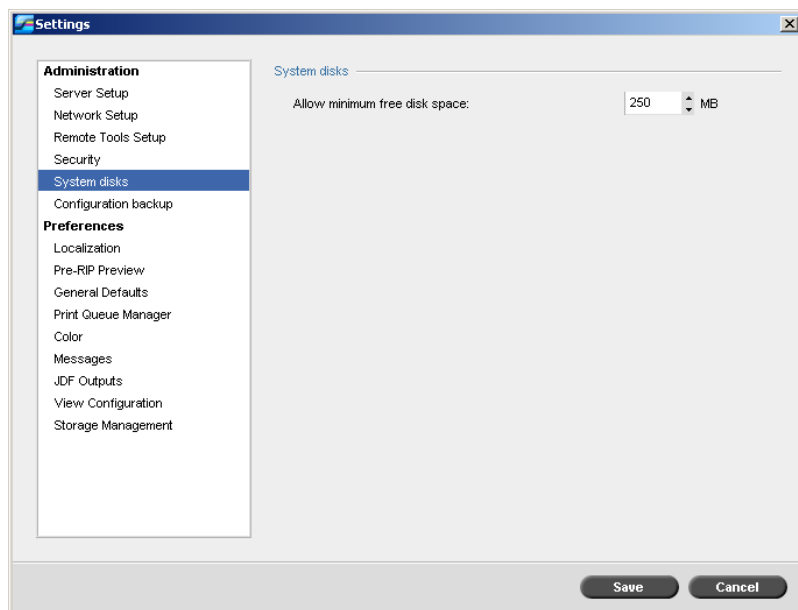 Settings
Administration
Server Setup
Network Setup
Remote Tools Setup
Security
System disks
Configuration backup
Preferences
Localization
Pre-RIP Preview
General Defaults
Print Queue Manager
Color
Messages
JDF Outputs
View Configuration
Storage Management
System disks
Allow minimum free disk space: 250 MB
Save Cancel